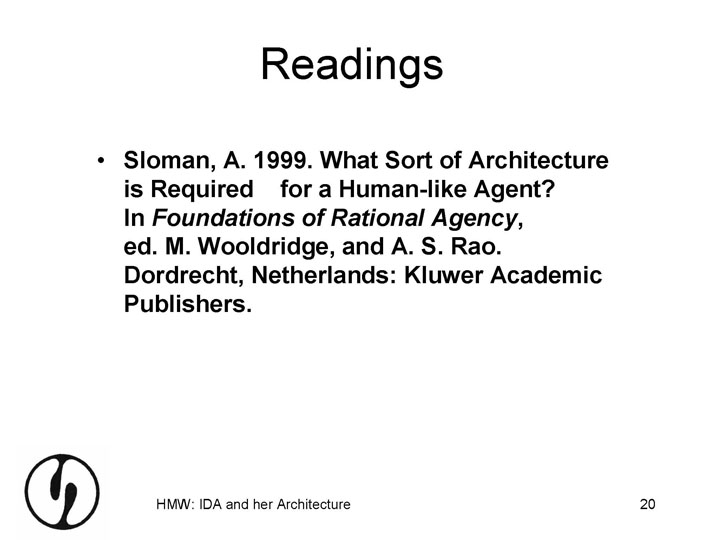 Readings
• Sloman, A. 1999. What Sort of Architecture
is Required    for a Human-like Agent?
In Foundations of Rational Agency,
ed. M. Wooldridge, and A. S. Rao.
Dordrecht, Netherlands: Kluwer Academic
Publishers.
HMW: IDA and her Architecture
20